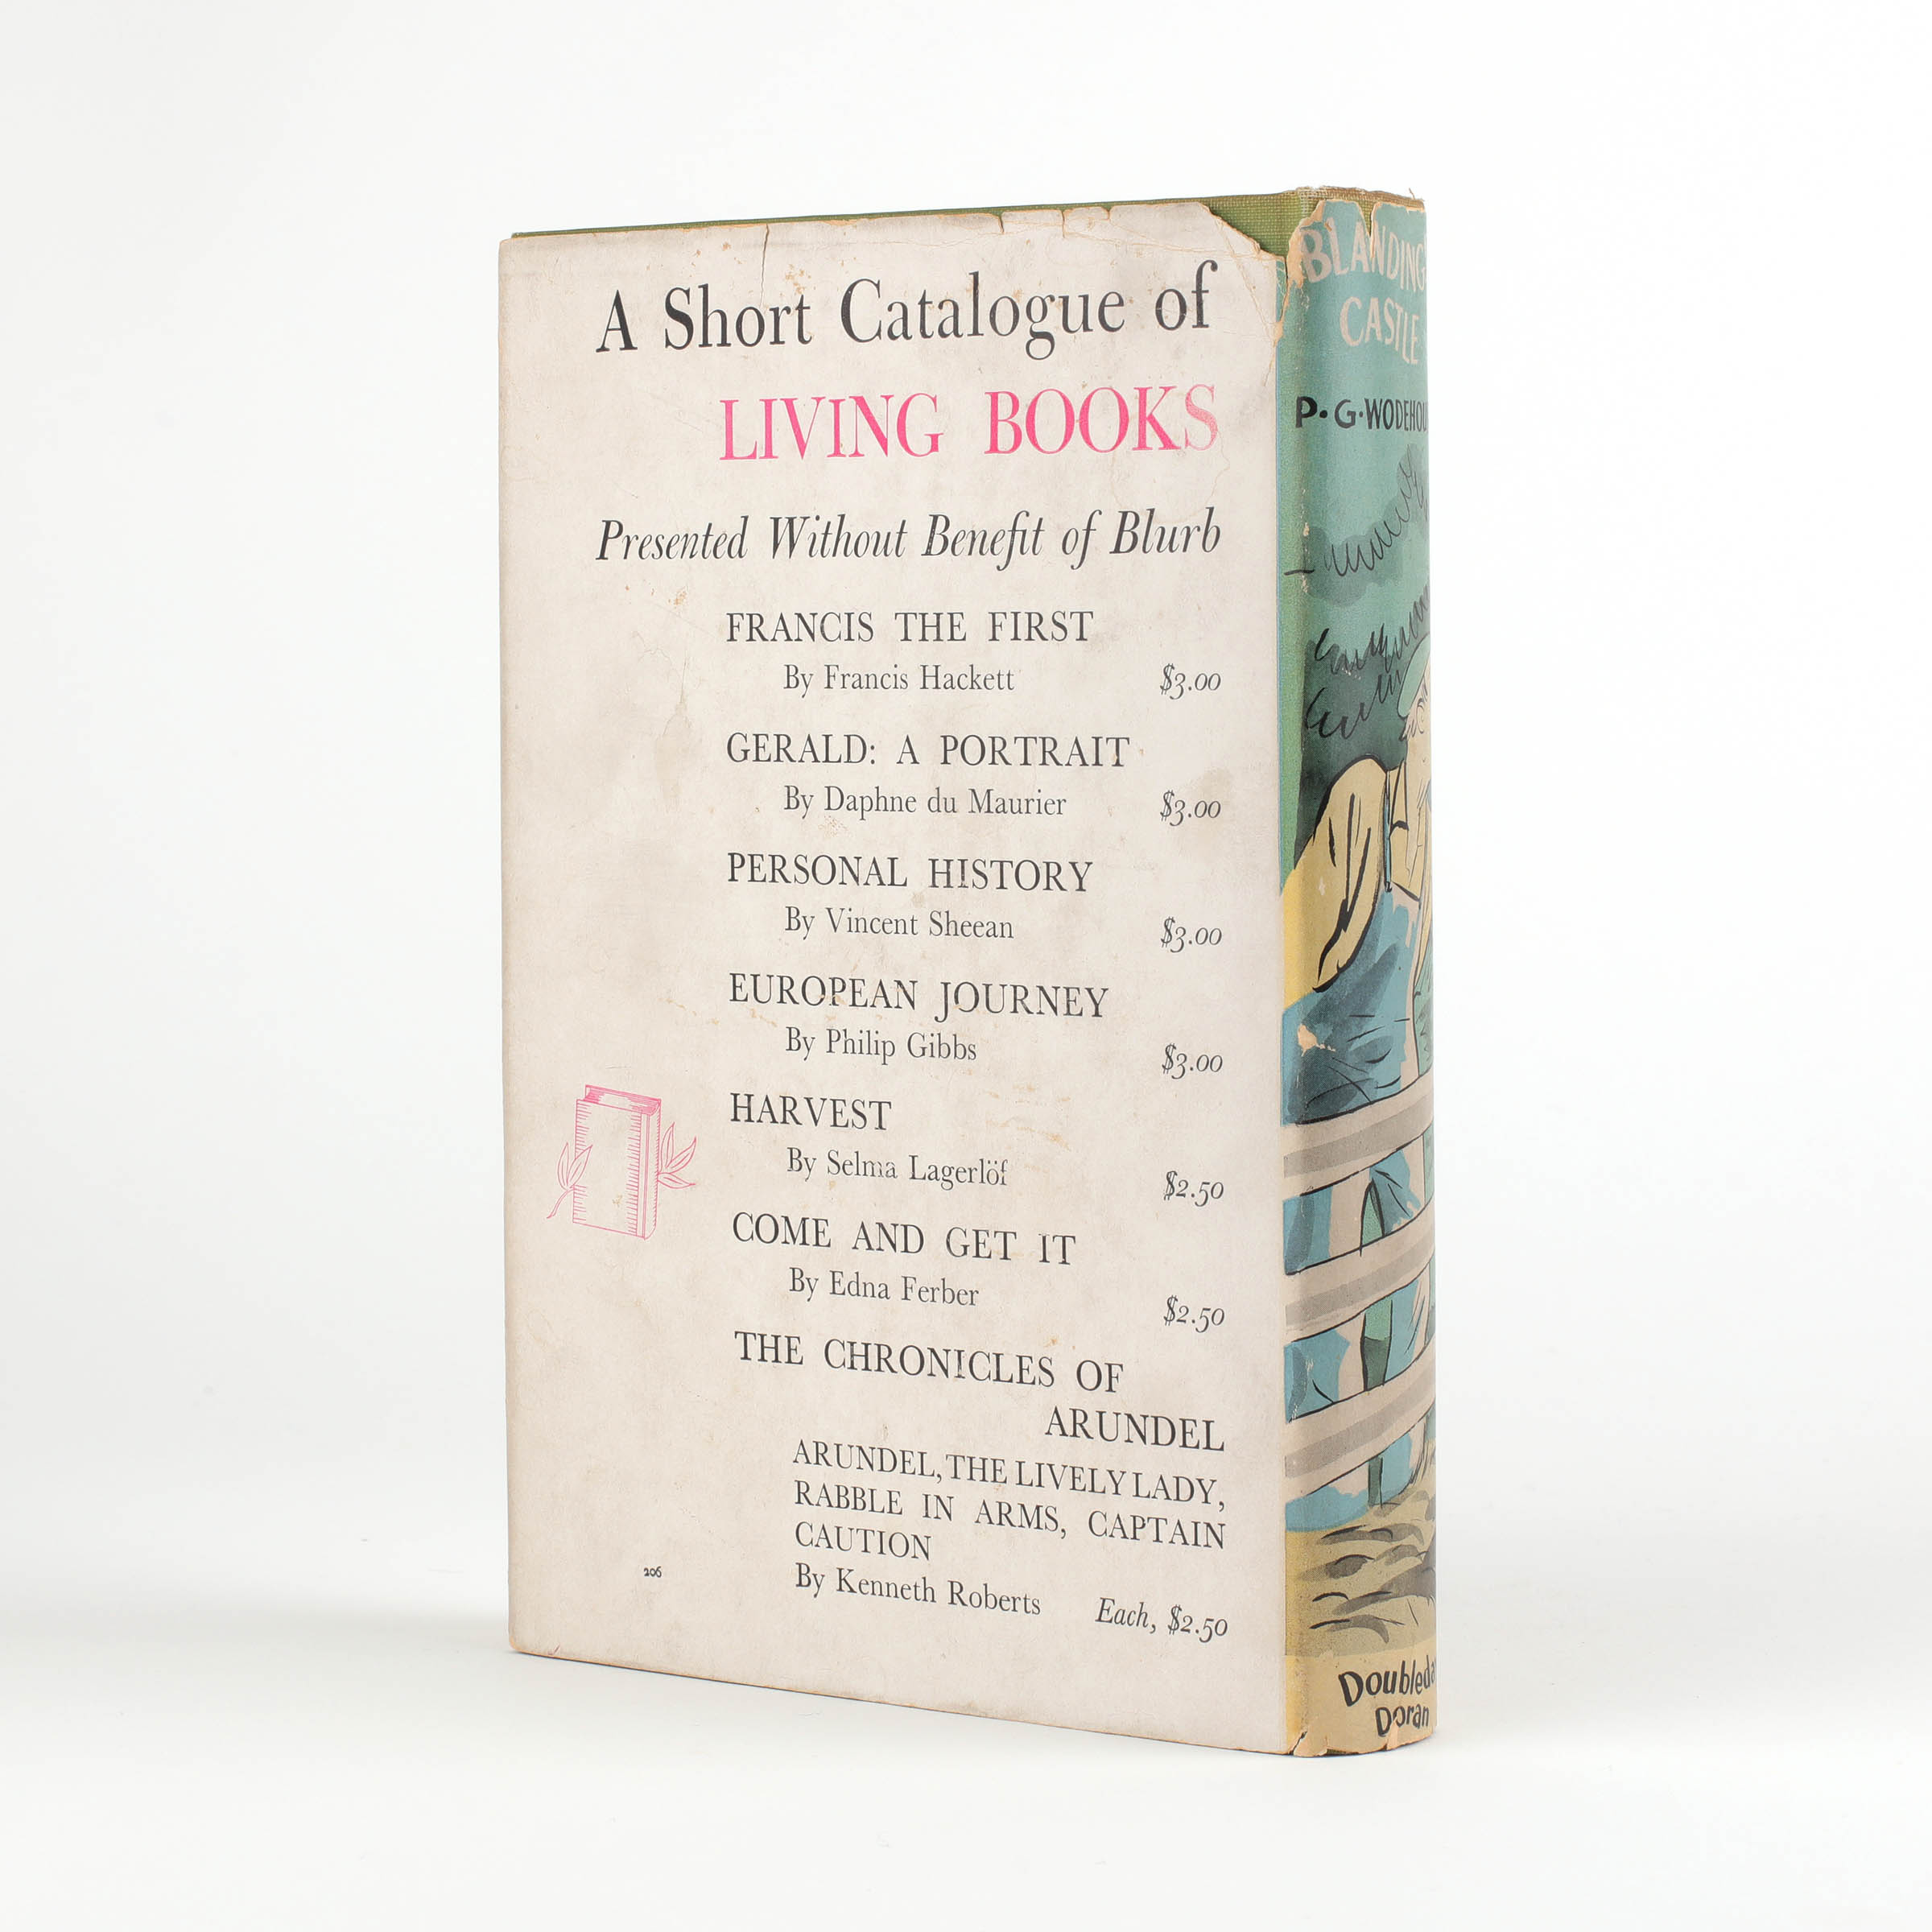 A Short Catalogue of
LIVING BOOKS
Presented Without Benefit of Blurb
FRANCIS THE FIRST
By Francis Hackett $3.00
GERALD: A PORTRAIT
By Daphne du Maurier $3.00
PERSONAL HISTORY
By Vincent Sheean $3.00
EUROPEAN JOURNEY
By Philip Gibbs $3.00
HARVEST
By Selma Lagerlöf $2.50
COME AND GET IT
By Edna Ferber $2.50
THE CHRONICLES OF
ARUNDEL
ARUNDEL, THE LIVELY LADY,
RABBLE IN ARMS, CAPTAIN
CAUTION
By Kenneth Roberts Each, $2.50
206
BLANDING
CASTLE
P·G·WODEHOU
Doubleda
Doran